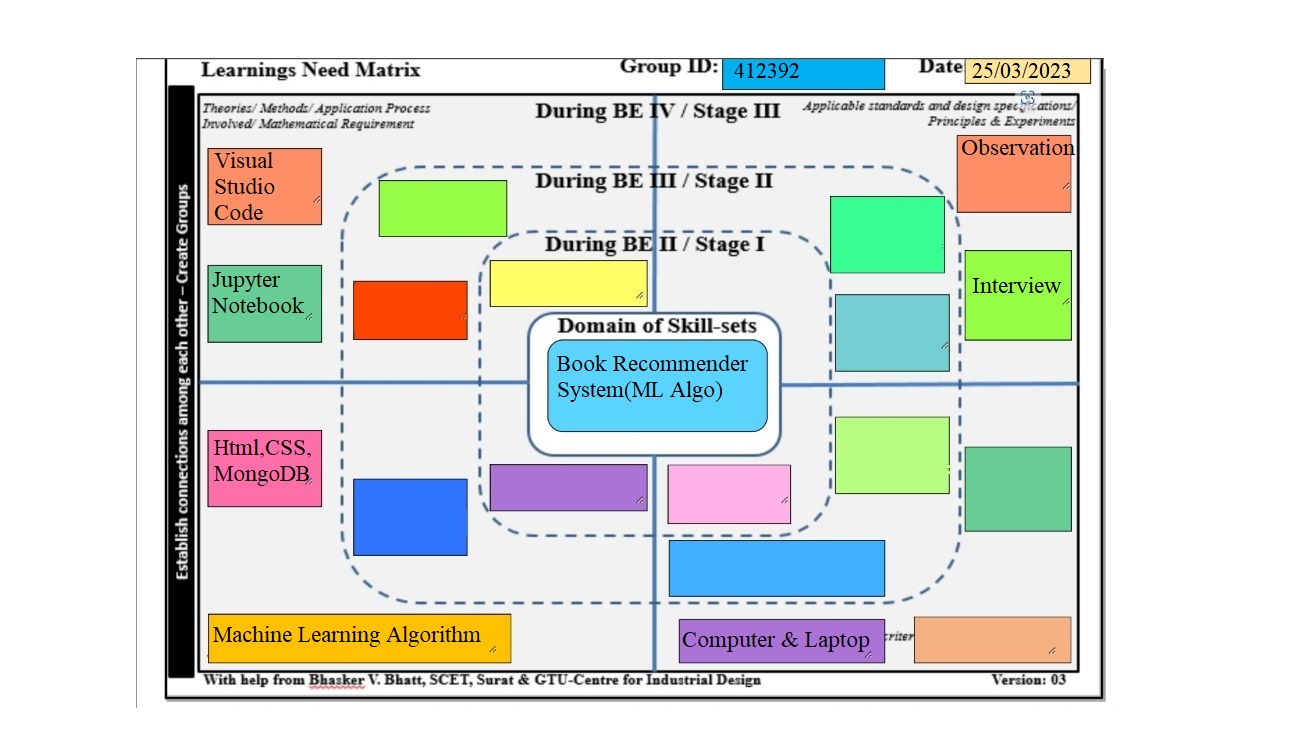 Learnings Need Matrix
Group ID:
412392
Date
25/03/2023
Theories/ Methods/ Application Process
Involved/ Mathematical Requirement
During BE IV / Stage III
Applicable standards and design specifications/
Principles & Experiments
Visual
Studio
Code
Observation
During BE III / Stage II
During BE II / Stage I
Jupyter
Notebook
Interview
Establish connections among each other – Create Groups
Domain of Skill-sets
Book Recommender
System(ML Algo)
Html,CSS,
MongoDB
Machine Learning Algorithm
Computer & Laptop
With help from Bhasker V. Bhatt, SCET, Surat & GTU-Centre for Industrial Design
Version: 03